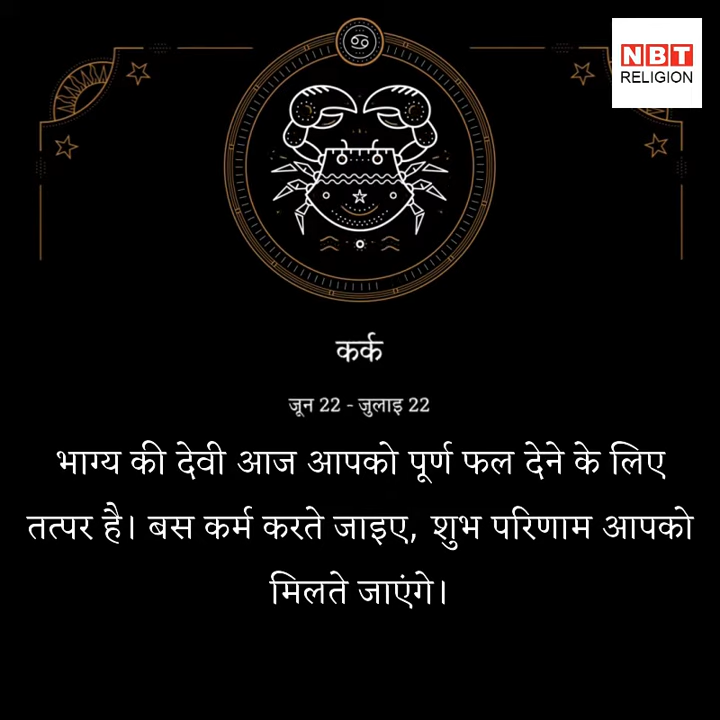 NBT
RELIGION
कर्क
जून 22 - जुलाइ 22
भाग्य की देवी आज आपको पूर्ण फल देने के लिए
तत्पर है। बस कर्म करते जाइए, शुभ परिणाम आपको
मिलते जाएंगे।